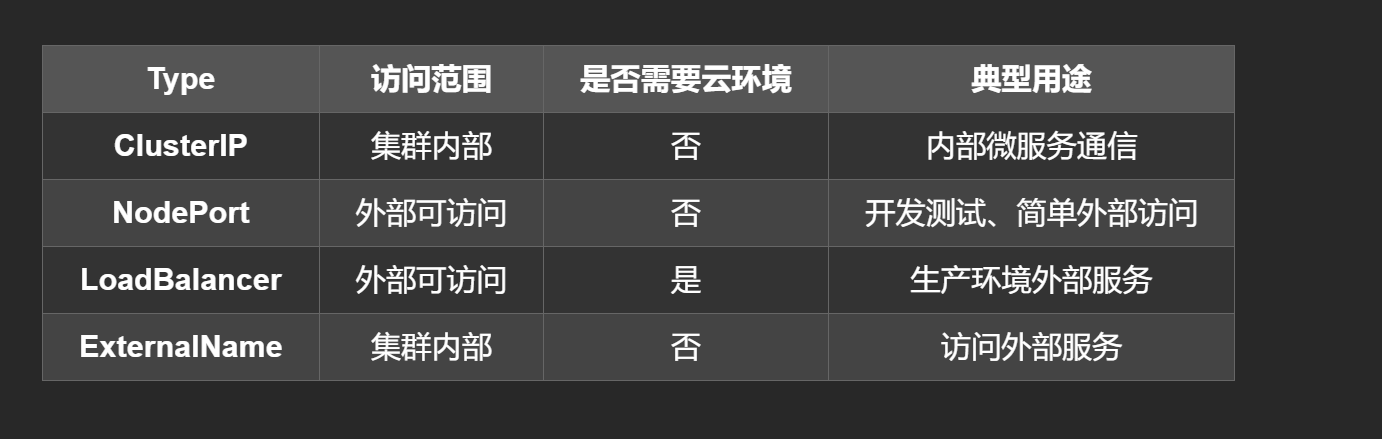 Type 访问范围 是否需要云环境 典型用途
ClusterIP 集群内部 否 内部微服务通信
NodePort 外部可访问 否 开发测试、简单外部访问
LoadBalancer 外部可访问 是 生产环境外部服务
ExternalName 集群内部 否 访问外部服务